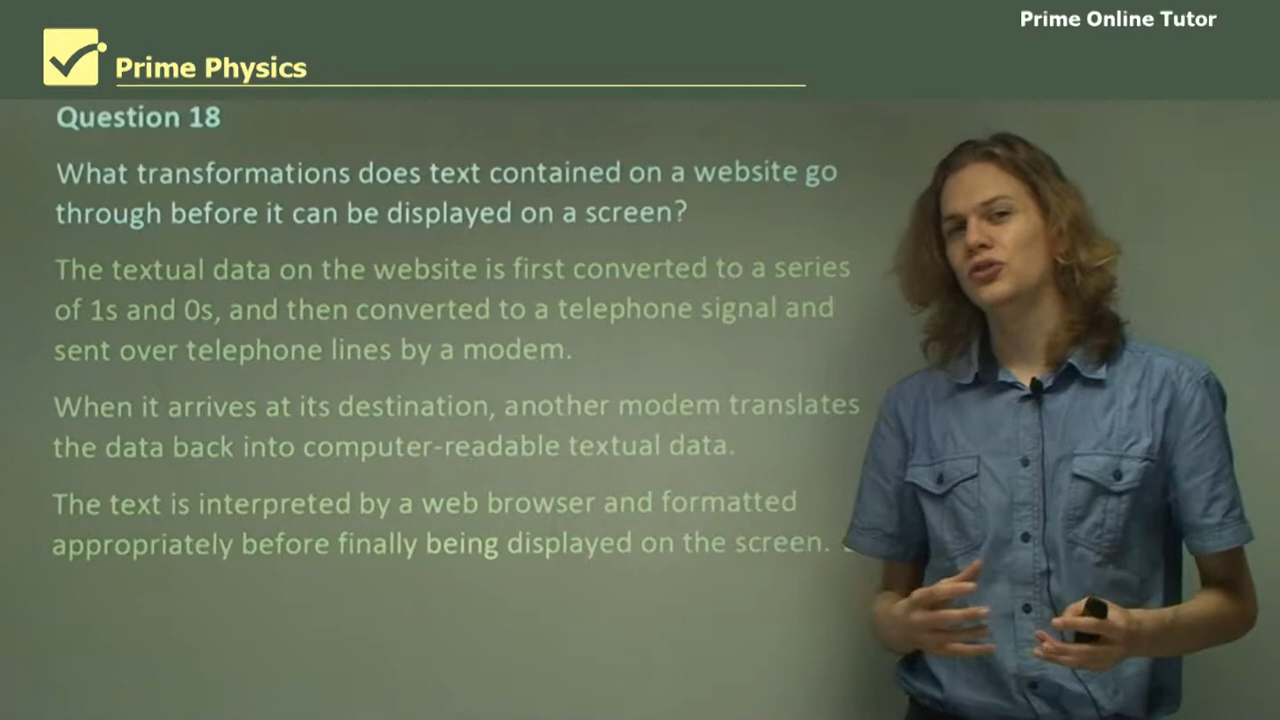 Prime Online Tutor
Prime Physics
Question 18
What transformations does text contained on a website go
through before it can be displayed on a screen?
The textual data on the website is first converted to a series
of 1s and 0s, and then converted to a telephone signal and
sent over telephone lines by a modem.
When it arrives at its destination, another modem translates
the data back into computer-readable textual data.
The text is interpreted by a web browser and formatted
appropriately before finally being displayed on the screen.